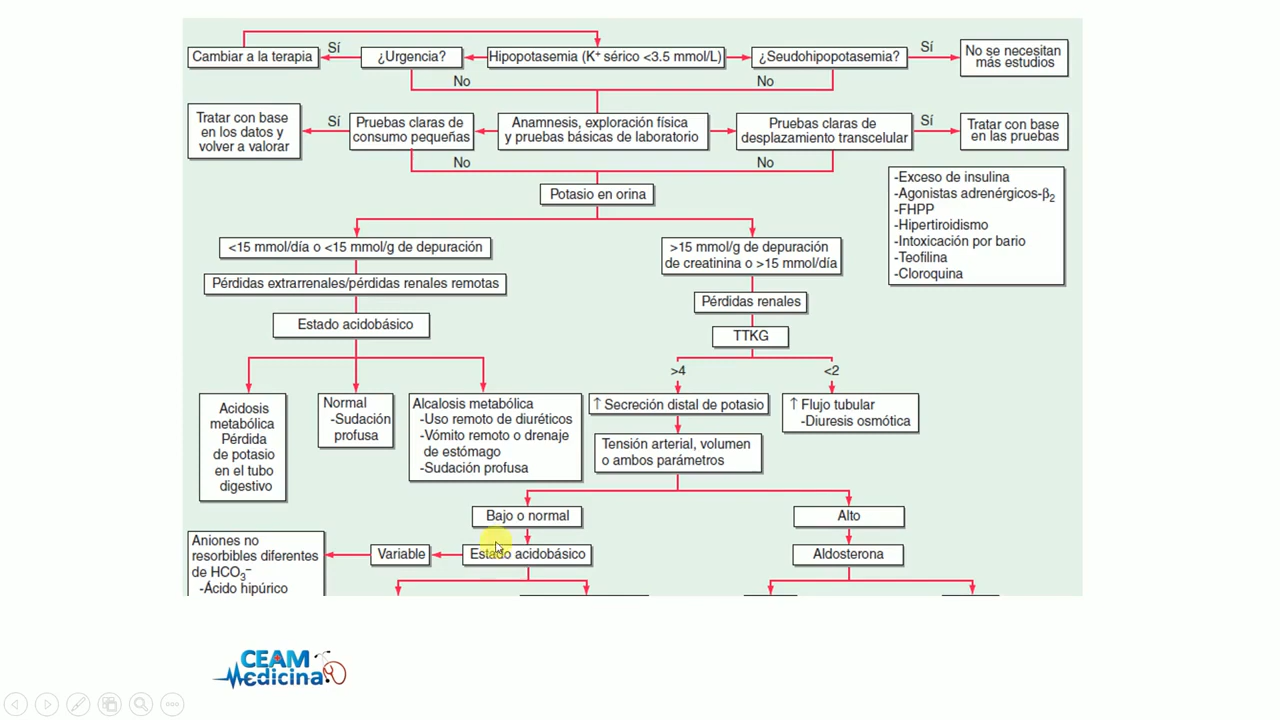 Cambiar a la terapia
Sí
¿Urgencia?
Hipopotasemia (K⁺ sérico <3.5 mmol/L)
¿Seudohipopotasemia?
Sí
No se necesitan
más estudios
No
No
Tratar con base
en los datos y
volver a valorar
Sí
Pruebas claras de
consumo pequeñas
Anamnesis, exploración física
y pruebas básicas de laboratorio
Pruebas claras de
desplazamiento transcelular
Sí
Tratar con base
en las pruebas
No
No
-Exceso de insulina
-Agonistas adrenérgicos-β₂
-FHPP
-Hipertiroidismo
-Intoxicación por bario
-Teofilina
-Cloroquina
Potasio en orina
<15 mmol/día o <15 mmol/g de depuración
>15 mmol/g de depuración
de creatinina o >15 mmol/día
Pérdidas extrarrenales/pérdidas renales remotas
Pérdidas renales
Estado acidobásico
TTKG
>4
<2
Acidosis
metabólica
Pérdida
de potasio
en el tubo
digestivo
Normal
-Sudación
profusa
Alcalosis metabólica
-Uso remoto de diuréticos
-Vómito remoto o drenaje
de estómago
-Sudación profusa
↑ Secreción distal de potasio
↑ Flujo tubular
-Diuresis osmótica
Tensión arterial, volumen
o ambos parámetros
Bajo o normal
Alto
Aniones no
resorbibles diferentes
de HCO₃⁻
-Ácido hipúrico
Variable
Estado acidobásico
Aldosterona
CEAM
Medicina